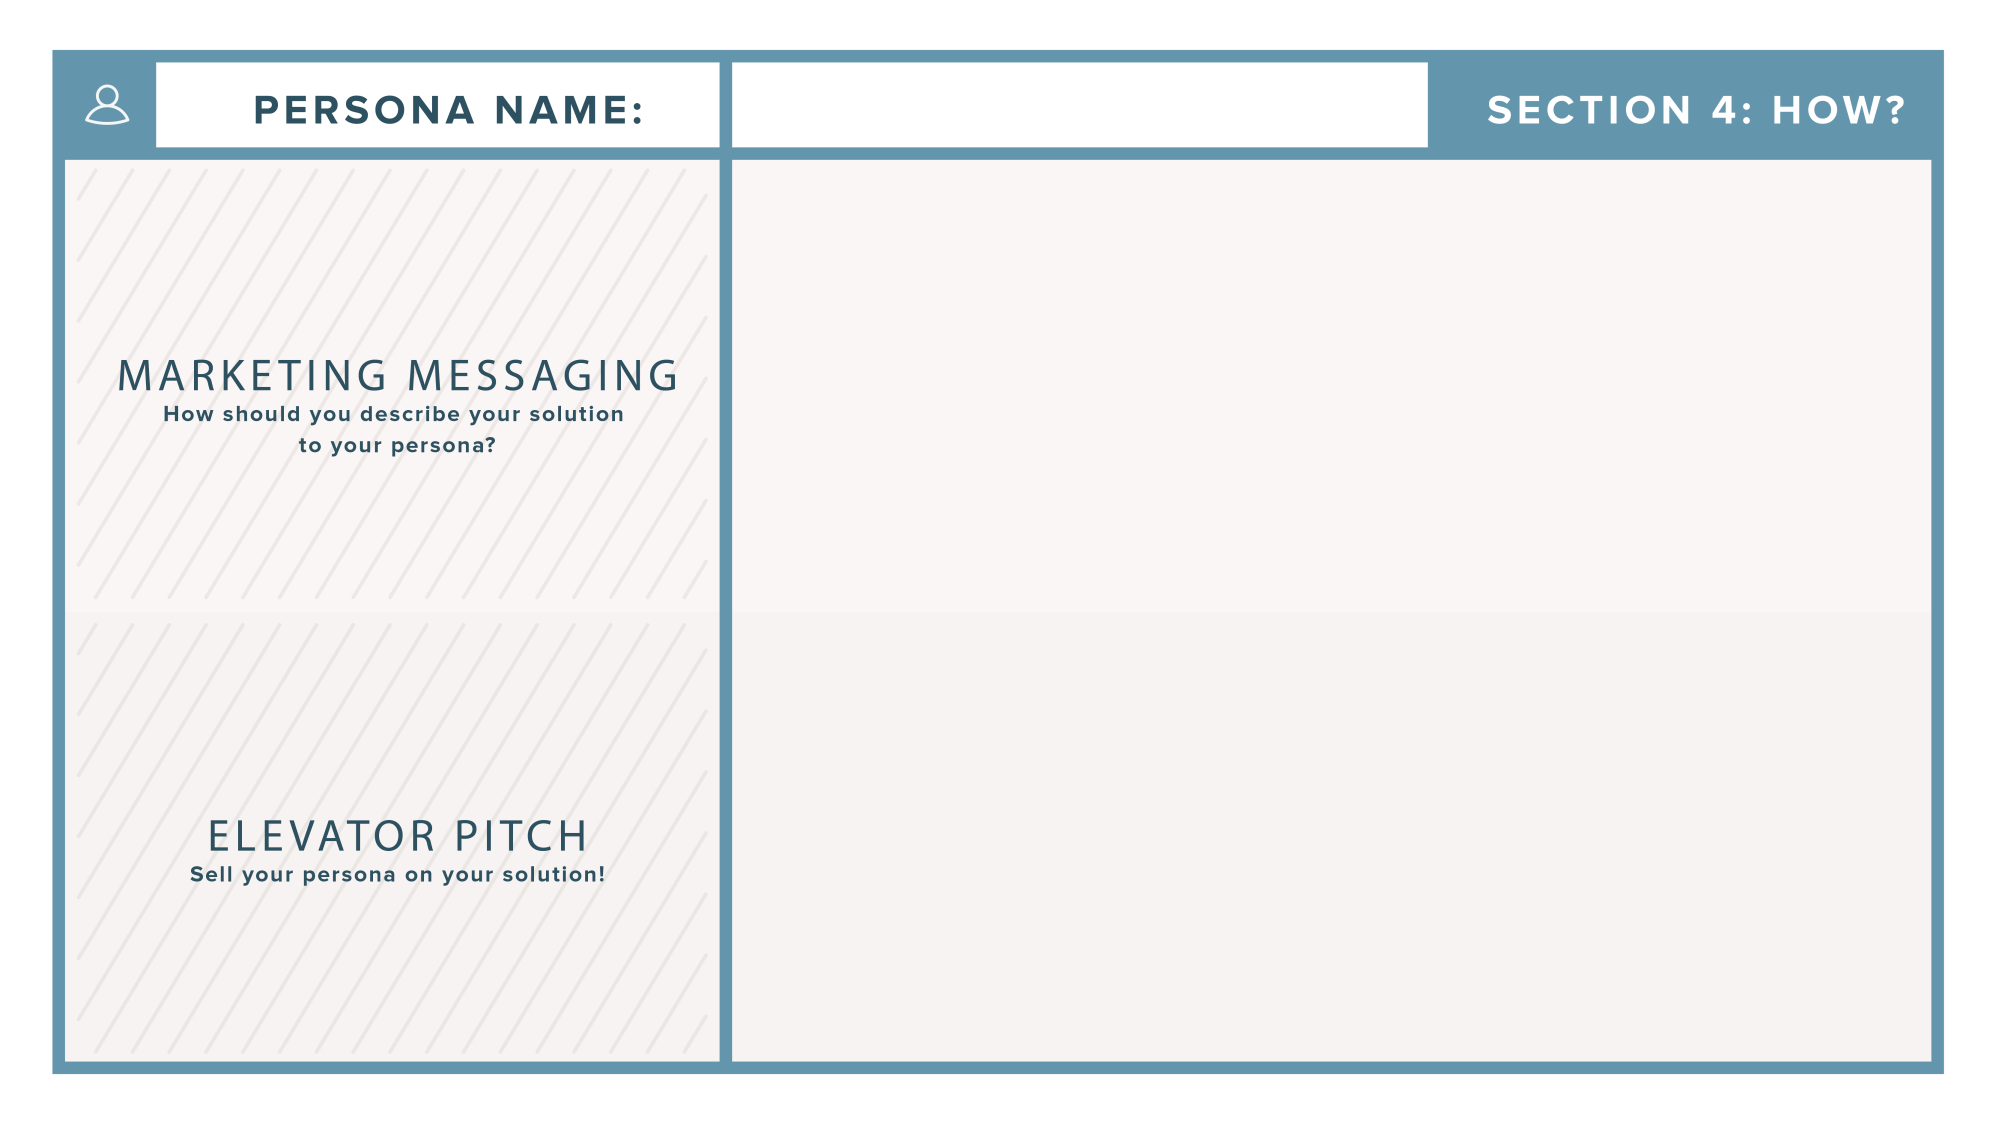 PERSONA NAME:
SECTION 4: HOW?
MARKETING MESSAGING
How should you describe your solution
to your persona?
ELEVATOR PITCH
Sell your persona on your solution!